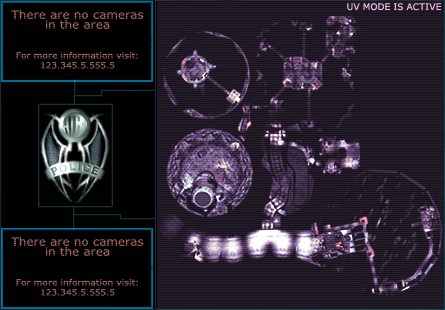 There are no cameras
in the area
For more information visit:
123.345.5.555.5
UV MODE IS ACTIVE
POLICE
There are no cameras
in the area
For more information visit:
123.345.5.555.5